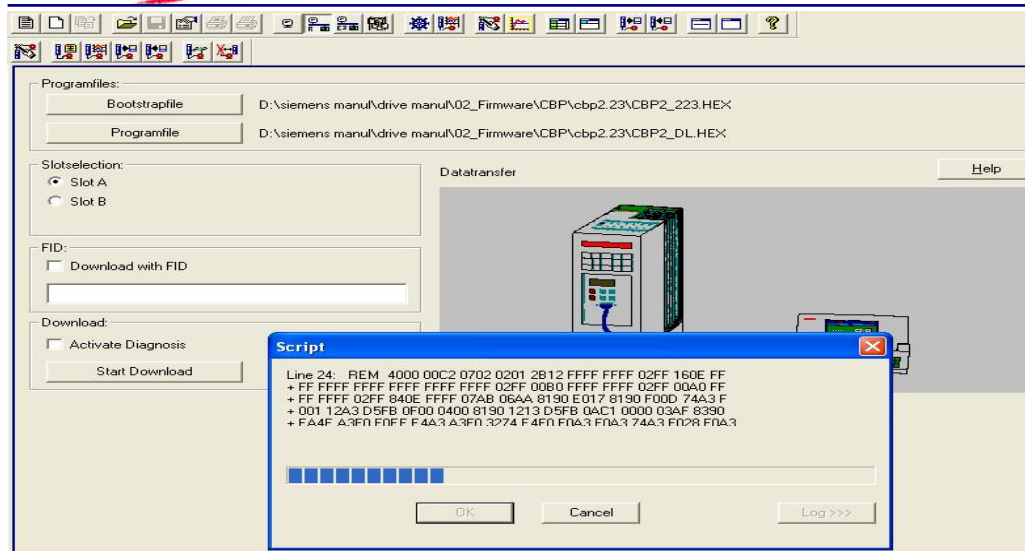 Programfiles:
Bootstrapfile D:\siemens manul\drive manul\02_Firmware\CBP\cbp2.23\CBP2_223.HEX
Programfile D:\siemens manul\drive manul\02_Firmware\CBP\cbp2.23\CBP2_DL.HEX
Slotselection:
Slot A
Slot B
Datatransfer
Help
FID:
Download with FID
Download:
Activate Diagnosis
Start Download
Script
Line 24: REM 4000 00C2 0702 0201 2B12 FFFF FFFF 02FF 160E FF
+ FF FFFF FFFF FFFF FFFF FFFF 02FF 00B0 FFFF FFFF 02FF 00A0 FF
+ FFFF FFFF 02FF 840E FFFF 07AB 06AA 8190 E017 8190 F00D 74A3 F
+ 001 12A3 D5FB 0F00 0400 8190 1213 D5FB 0AC1 0000 03AF 8390
OK
Cancel
Log >>>